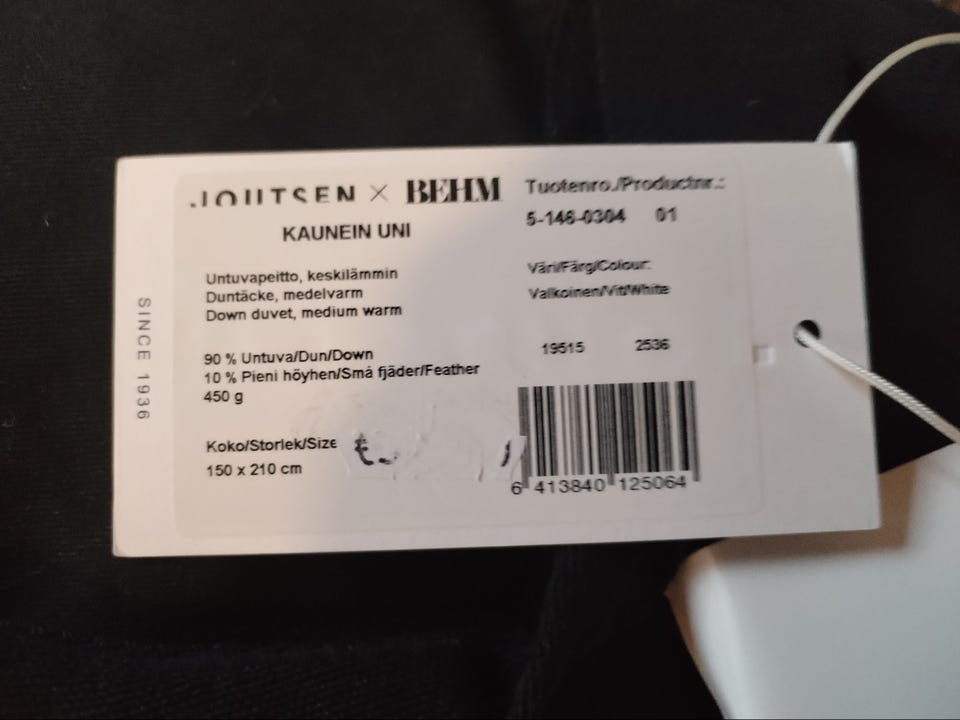 JOUTSEN × BEHM
KAUNEIN UNI
Untuvapeitto, keskilämmin
Duntäcke, medelvarm
Down duvet, medium warm
90 % Untuva/Dun/Down
10 % Pieni höyhen/Små fjäder/Feather
450 g
Koko/Storlek/Size
150 x 210 cm
Tuotenro./Productnr.:
5-146-0304 01
Väri/Färg/Colour:
Valkoinen/Vit/White
19515 2536
6 413840 125064
SINCE 1936